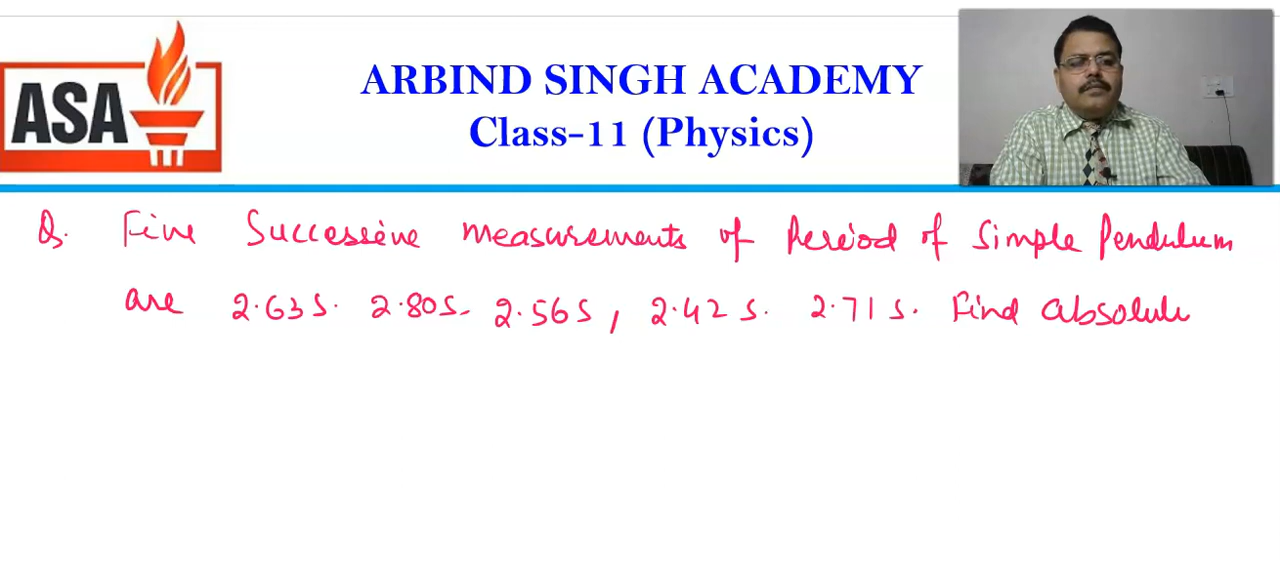 ASA
ARBIND SINGH ACADEMY
Class-11 (Physics)
Q. Five Successive measurements of Period of Simple Pendulum
are 2.63s. 2.80s. 2.56s, 2.42s. 2.71s. Find absolute